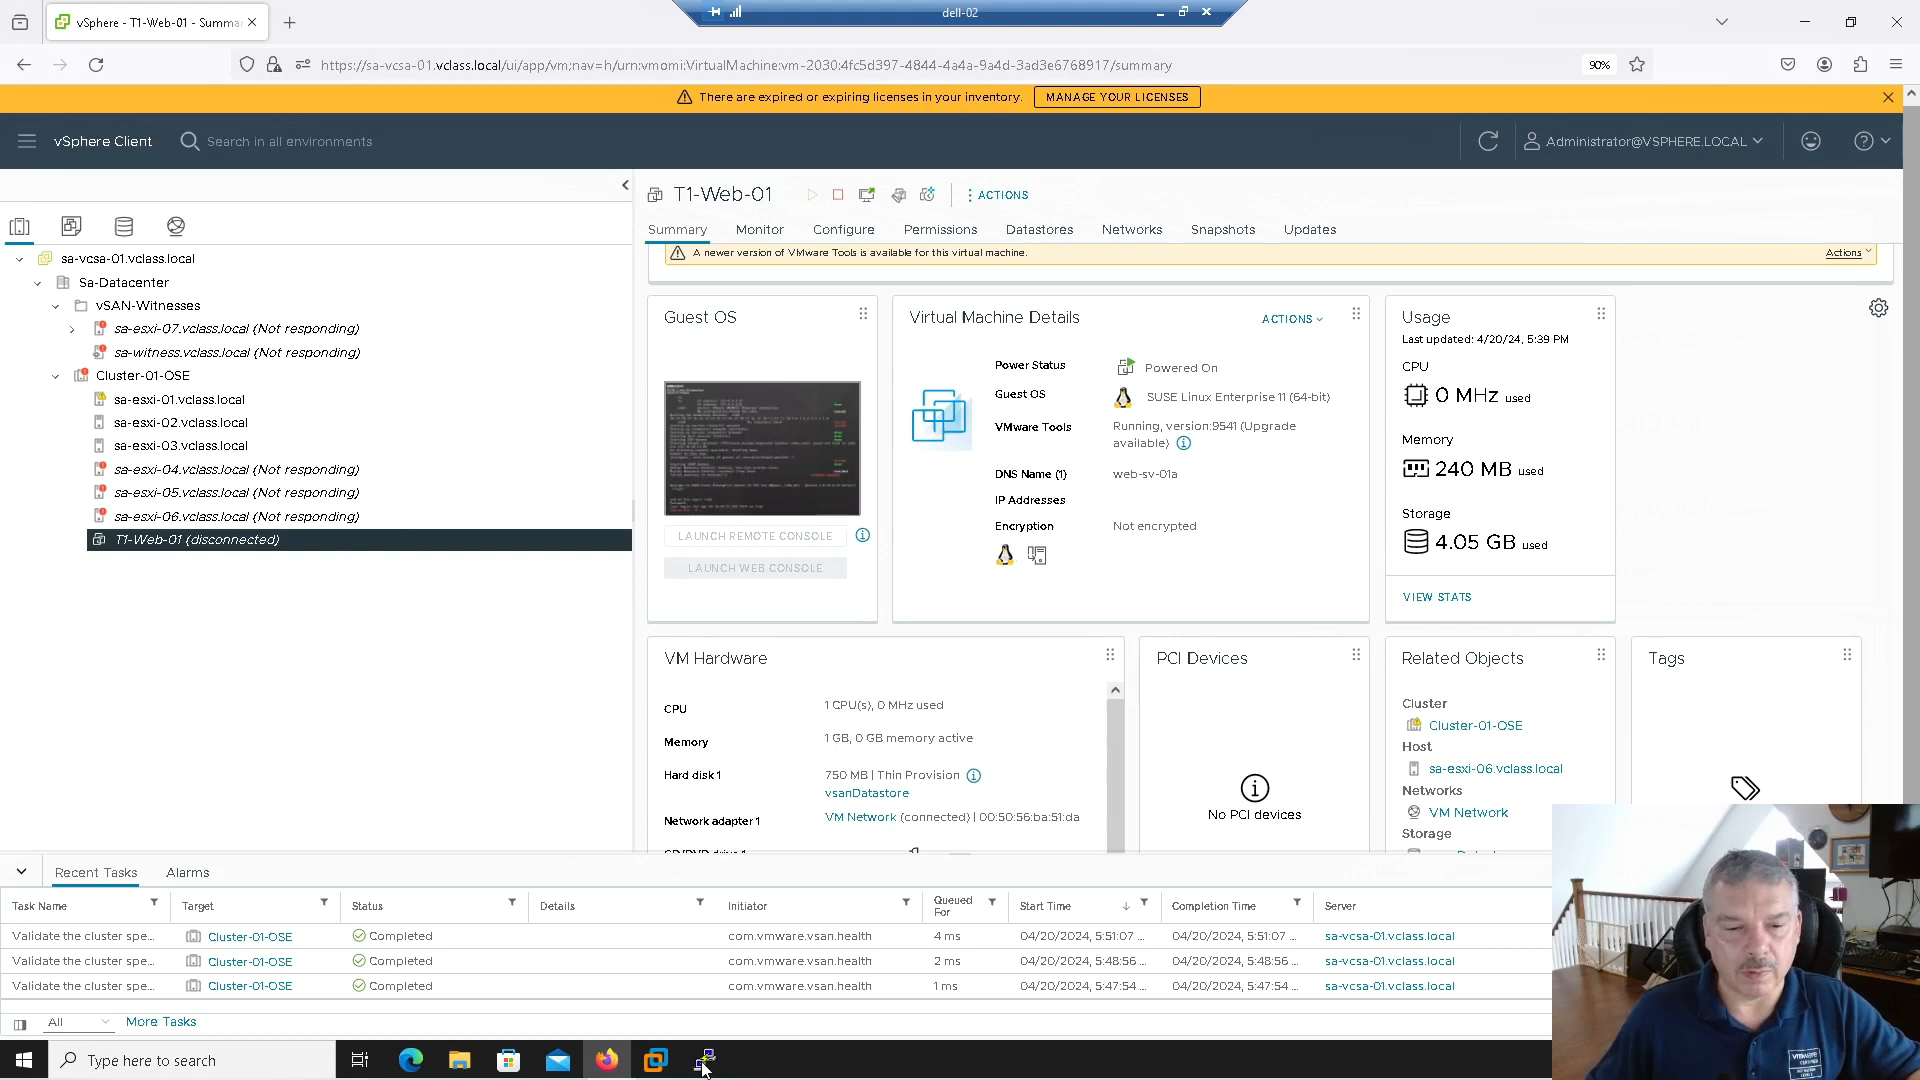 vSphere - T1-Web-01 - Summa
dell-02
https://sa-vcsa-01.vclass.local/ui/app/vm;nav=h/urn:vmomi:VirtualMachine:vm-2030:4fc5d397-4844-4a4a-9a4d-3ad3e6768917/summary
90%
There are expired or expiring licenses in your inventory. MANAGE YOUR LICENSES
vSphere Client
Search in all environments
Administrator@VSPHERE.LOCAL
T1-Web-01
ACTIONS
Summary Monitor Configure Permissions Datastores Networks Snapshots Updates
A newer version of VMware Tools is available for this virtual machine. Actions
sa-vcsa-01.vclass.local
Sa-Datacenter
vSAN-Witnesses
sa-esxi-07.vclass.local (Not responding)
sa-witness.vclass.local (Not responding)
Cluster-01-OSE
sa-esxi-01.vclass.local
sa-esxi-02.vclass.local
sa-esxi-03.vclass.local
sa-esxi-04.vclass.local (Not responding)
sa-esxi-05.vclass.local (Not responding)
sa-esxi-06.vclass.local (Not responding)
T1-Web-01 (disconnected)
Guest OS
LAUNCH REMOTE CONSOLE
LAUNCH WEB CONSOLE
Virtual Machine Details ACTIONS
Power Status Powered On
Guest OS SUSE Linux Enterprise 11 (64-bit)
VMware Tools Running, version:9541 (Upgrade
available)
DNS Name (1) web-sv-01a
IP Addresses
Encryption Not encrypted
Usage
Last updated: 4/20/24, 5:39 PM
CPU
0 MHz used
Memory
240 MB used
Storage
4.05 GB used
VIEW STATS
VM Hardware
CPU 1 CPU(s), 0 MHz used
Memory 1 GB, 0 GB memory active
Hard disk 1 750 MB | Thin Provision
vsanDatastore
Network adapter 1 VM Network (connected) | 00:50:56:ba:51:da
CD/DVD drive 1
PCI Devices
No PCI devices
Related Objects
Cluster
Cluster-01-OSE
Host
sa-esxi-06.vclass.local
Networks
VM Network
Storage
Tags
Recent Tasks Alarms
Task Name Target Status Details Initiator Queued For Start Time Completion Time Server
Validate the cluster spe... Cluster-01-OSE Completed com.vmware.vsan.health 4 ms 04/20/2024, 5:51:07 ... 04/20/2024, 5:51:07 ... sa-vcsa-01.vclass.local
Validate the cluster spe... Cluster-01-OSE Completed com.vmware.vsan.health 2 ms 04/20/2024, 5:48:56 ... 04/20/2024, 5:48:56 ... sa-vcsa-01.vclass.local
Validate the cluster spe... Cluster-01-OSE Completed com.vmware.vsan.health 1 ms 04/20/2024, 5:47:54 ... 04/20/2024, 5:47:54 ... sa-vcsa-01.vclass.local
All More Tasks
Type here to search
vmware